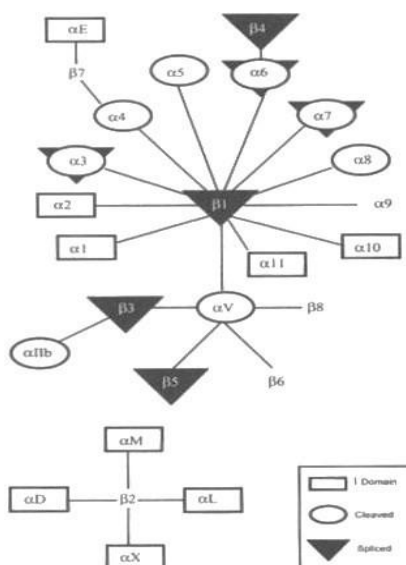 αE
β4
β7
α5
α6
α4
α7
α3
α8
α2
β1
α9
α1
α11
α10
β3
αV
β8
αIIb
β5
β6
αM
αD
β2
αL
αX
I Domain
Cleaved
Spliced